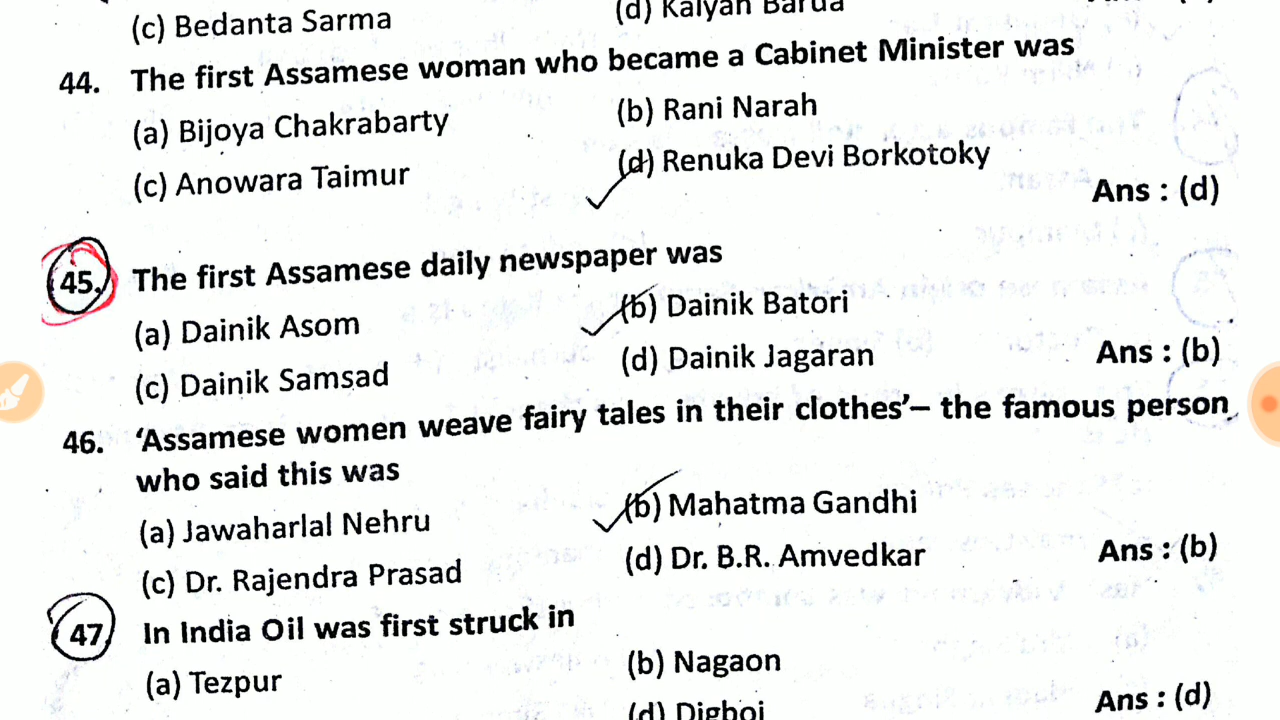 (c) Bedanta Sarma (d) Kalyan Barua
44. The first Assamese woman who became a Cabinet Minister was
(a) Bijoya Chakrabarty (b) Rani Narah
(c) Anowara Taimur (d) Renuka Devi Borkotoky
Ans : (d)
45. The first Assamese daily newspaper was
(a) Dainik Asom (b) Dainik Batori
(c) Dainik Samsad (d) Dainik Jagaran Ans : (b)
46. ‘Assamese women weave fairy tales in their clothes’– the famous person
who said this was
(a) Jawaharlal Nehru (b) Mahatma Gandhi
(c) Dr. Rajendra Prasad (d) Dr. B.R. Amvedkar Ans : (b)
47. In India Oil was first struck in
(a) Tezpur (b) Nagaon
(d) Digboi Ans : (d)